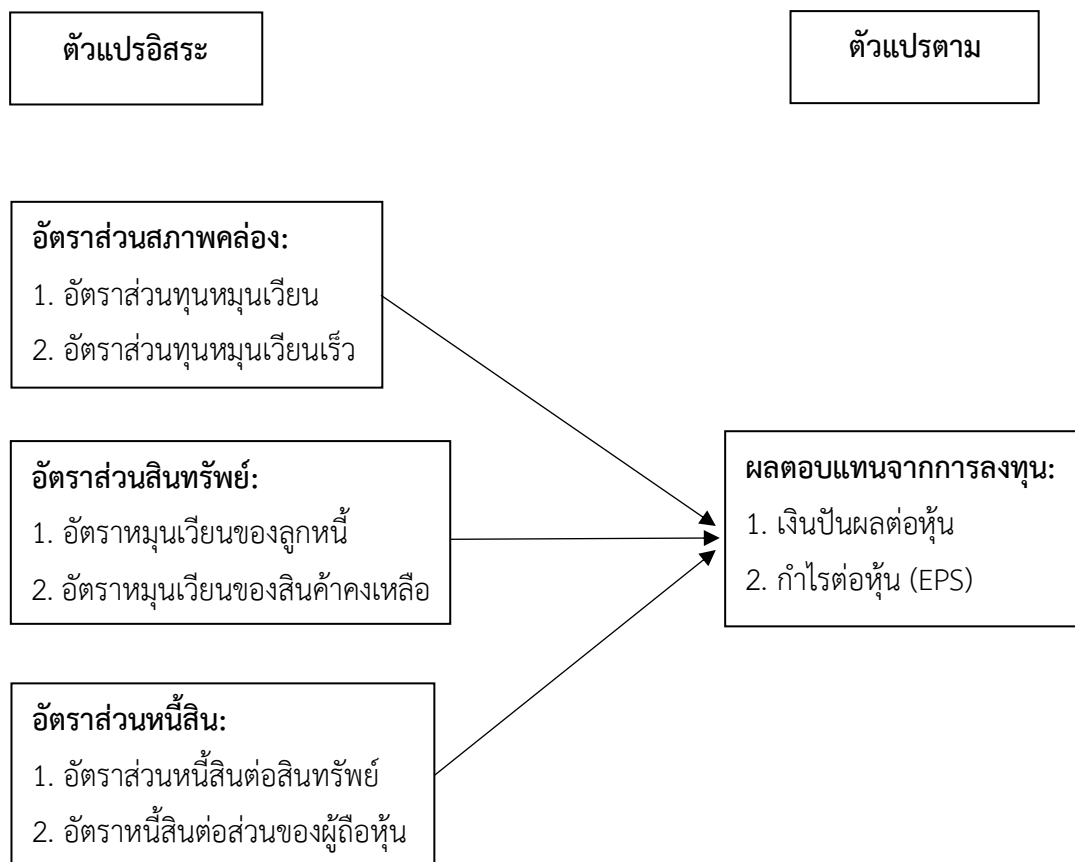 ตัวแปรอิสระ
ตัวแปรตาม
อัตราส่วนสภาพคล่อง:
1. อัตราส่วนทุนหมุนเวียน
2. อัตราส่วนทุนหมุนเวียนเร็ว
อัตราส่วนสินทรัพย์:
1. อัตราหมุนเวียนของลูกหนี้
2. อัตราหมุนเวียนของสินค้าคงเหลือ
ผลตอบแทนจากการลงทุน:
1. เงินปันผลต่อหุ้น
2. กำไรต่อหุ้น (EPS)
อัตราส่วนหนี้สิน:
1. อัตราส่วนหนี้สินต่อสินทรัพย์
2. อัตราหนี้สินต่อส่วนของผู้ถือหุ้น